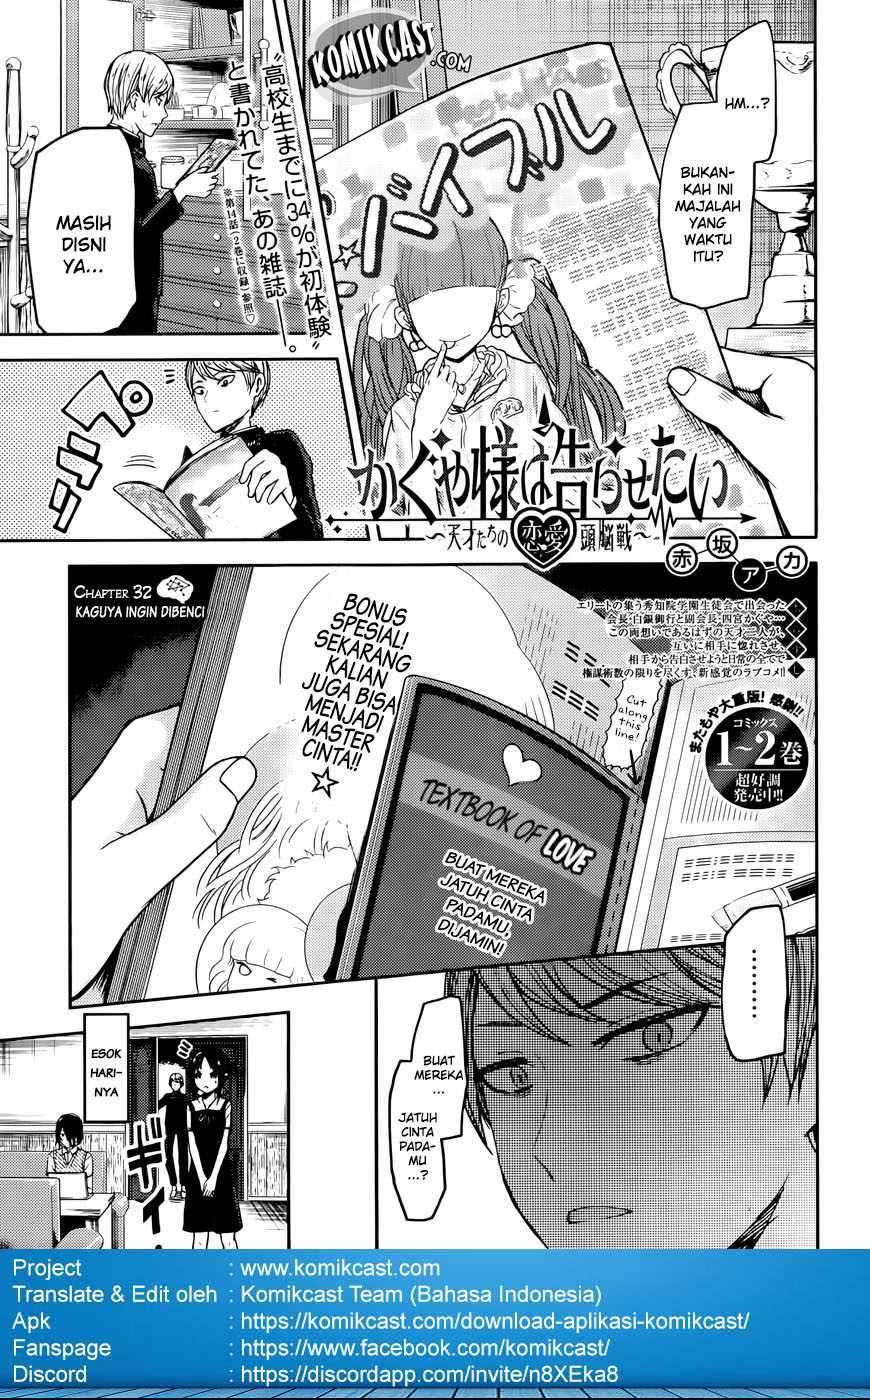 KOMIKCAST
.COM
HM...?
BUKAN-
KAH INI
MAJALAH
YANG
WAKTU
ITU?
バイブル
"高校生までに34%が初体験"
と書かれてた、あの雑誌──。
※第14話(2巻に収録)参照♡
MASIH
DISNI
YA...
かぐや様は告らせたい
〜天才たちの恋愛頭脳戦〜
赤坂アカ
CHAPTER 32
KAGUYA INGIN DIBENCI
エリートの集う秀知院学園生徒会で出会った
会長・白銀御行と副会長・四宮かぐや…
この両想いであるはずの天才二人が、
互いに相手に惚れさせ、
相手から告白させようと日常の全てで
権謀術数の限りを尽くす、新感覚のラブコメ!!
またもや大重版!感謝!!
コミックス
1〜2巻
超好調
発売中!!
BONUS
SPESIAL!
SEKARANG
KALIAN
JUGA BISA
MENJADI
MASTER
CINTA!!
☆
Cut
along
this
line!
TEXTBOOK OF LOVE
BUAT MEREKA
JATUH CINTA
PADAMU,
DIJAMIN!
.........
BUAT
MEREKA
...
JATUH
CINTA
PADA-
MU
...?
ESOK
HARI-
NYA
Project : www.komikcast.com
Translate & Edit oleh : Komikcast Team (Bahasa Indonesia)
Apk : https://komikcast.com/download-aplikasi-komikcast/
Fanspage : https://www.facebook.com/komikcast/
Discord : https://discordapp.com/invite/n8XEka8